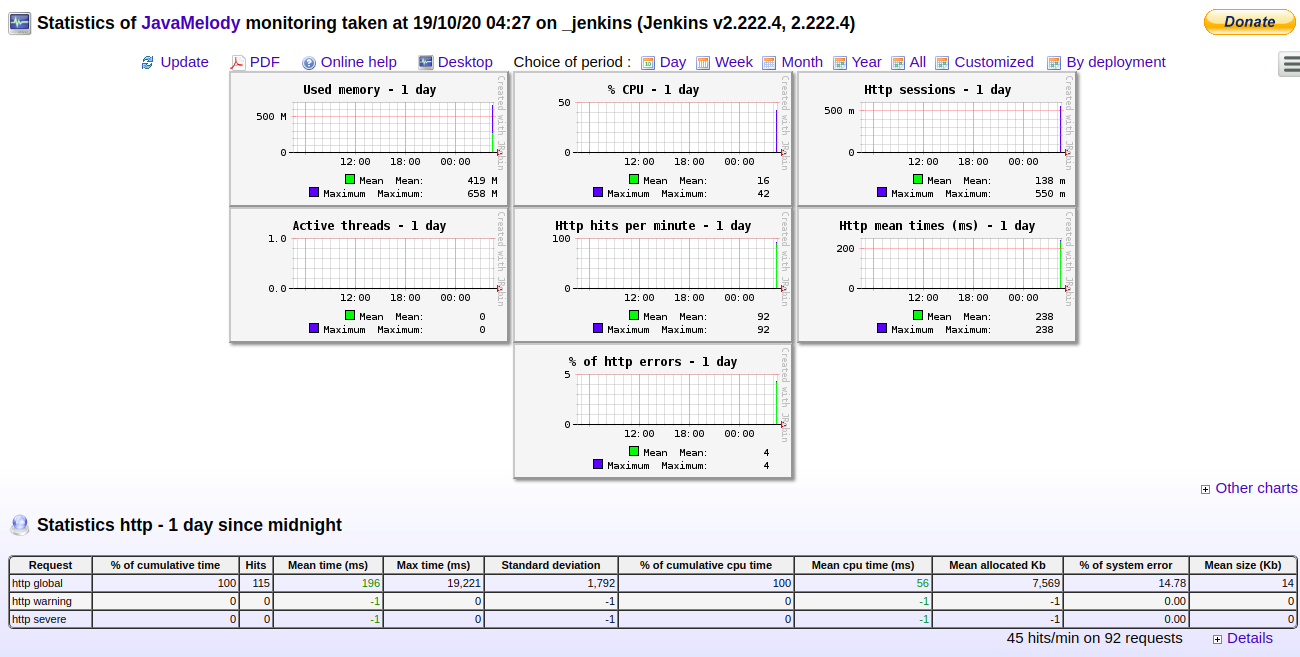 Statistics of JavaMelody monitoring taken at 19/10/20 04:27 on _jenkins (Jenkins v2.222.4, 2.222.4)
Donate
Update PDF Online help Desktop Choice of period : Day Week Month Year All Customized By deployment
Used memory - 1 day
500 M
0
12:00 18:00 00:00
Mean Mean: 419 M
Maximum Maximum: 658 M
Created with JRobin
% CPU - 1 day
50
0
12:00 18:00 00:00
Mean Mean: 16
Maximum Maximum: 42
Created with JRobin
Http sessions - 1 day
500 m
0
12:00 18:00 00:00
Mean Mean: 138 m
Maximum Maximum: 550 m
Created with JRobin
Active threads - 1 day
1.0
0.0
12:00 18:00 00:00
Mean Mean: 0
Maximum Maximum: 0
Created with JRobin
Http hits per minute - 1 day
100
0
12:00 18:00 00:00
Mean Mean: 92
Maximum Maximum: 92
Created with JRobin
Http mean times (ms) - 1 day
200
0
12:00 18:00 00:00
Mean Mean: 238
Maximum Maximum: 238
Created with JRobin
% of http errors - 1 day
5
0
12:00 18:00 00:00
Mean Mean: 4
Maximum Maximum: 4
Created with JRobin
Other charts
Statistics http - 1 day since midnight
Request % of cumulative time Hits Mean time (ms) Max time (ms) Standard deviation % of cumulative cpu time Mean cpu time (ms) Mean allocated Kb % of system error Mean size (Kb)
http global 100 115 196 19,221 1,792 100 56 7,569 14.78 14
http warning 0 0 -1 0 -1 0 -1 -1 0.00 0
http severe 0 0 -1 0 -1 0 -1 -1 0.00 0
45 hits/min on 92 requests Details